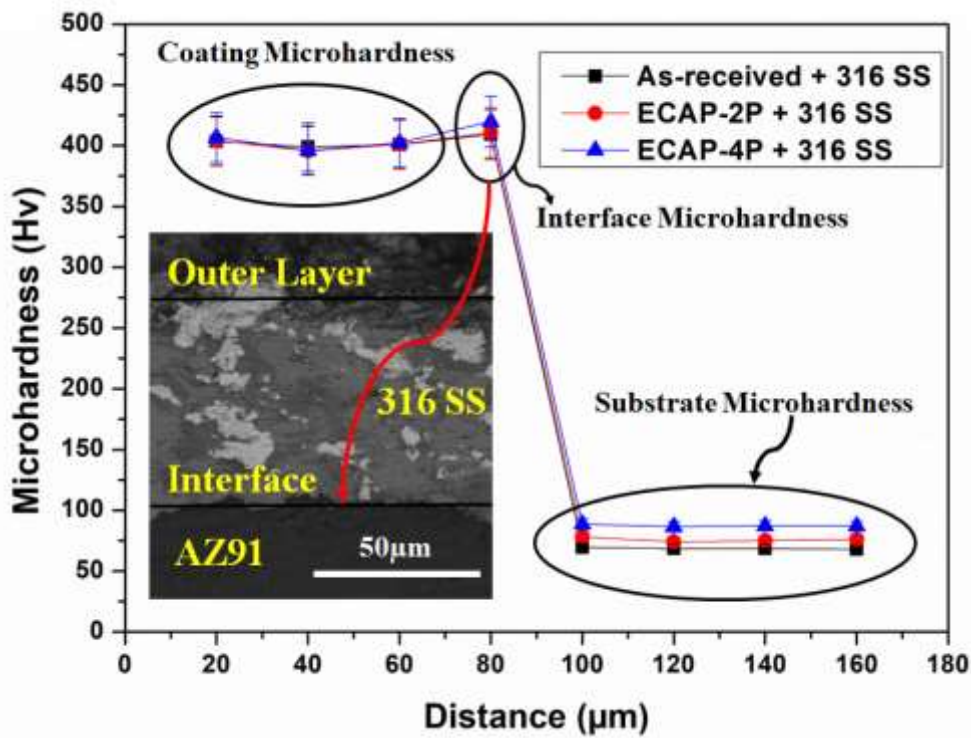 500
450
400
350
300
250
200
150
100
50
0
Microhardness (Hv)
Coating Microhardness
As-received + 316 SS
ECAP-2P + 316 SS
ECAP-4P + 316 SS
Interface Microhardness
Outer Layer
316 SS
Interface
AZ91
50μm
Substrate Microhardness
0 20 40 60 80 100 120 140 160 180
Distance (μm)